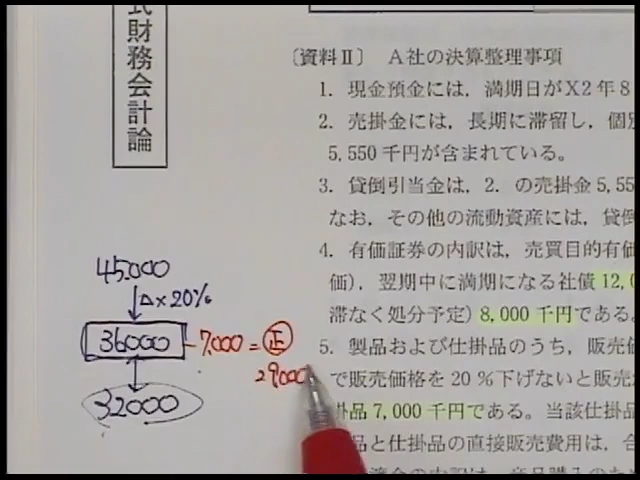 式財務会計論
〔資料Ⅱ〕 A社の決算整理事項
1. 現金預金には，満期日がX2年8
2. 売掛金には，長期に滞留し，個別
5,550千円が含まれている。
3. 貸倒引当金は，2. の売掛金5,55
なお，その他の流動資産には，貸倒
4. 有価証券の内訳は，売買目的有価
価)，翌期中に満期になる社債12,0
滞なく処分予定) 8,000千円である。
5. 製品および仕掛品のうち，販売価
で販売価格を20％下げないと販売
掛品7,000千円である。当該仕掛品
品と仕掛品の直接販売費用は，合
45.000
△×20%
36000 - 7.000 = 正
29000
32000